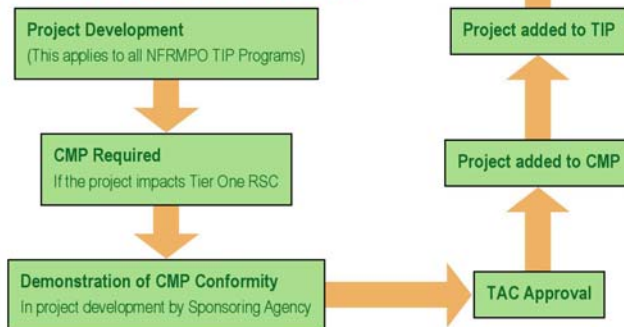 Project Development
(This applies to all NFRMPO TIP Programs)
CMP Required
If the project impacts Tier One RSC
Demonstration of CMP Conformity
In project development by Sponsoring Agency
TAC Approval
Project added to CMP
Project added to TIP